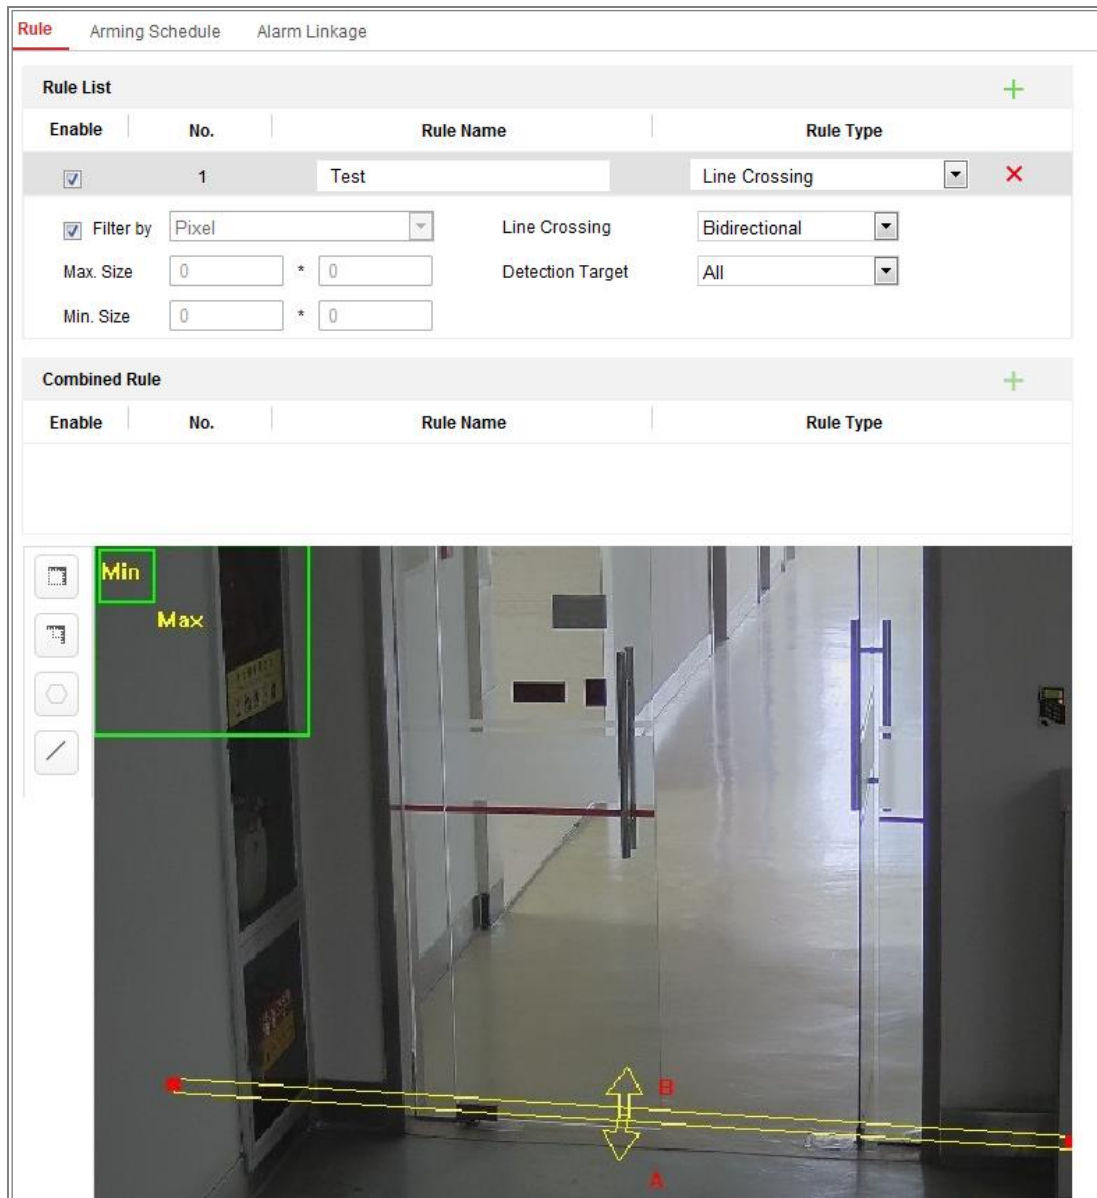 Rule Arming Schedule Alarm Linkage
Rule List
Enable No. Rule Name Rule Type
1 Test Line Crossing
Filter by Pixel Line Crossing Bidirectional
Max. Size 0 * 0 Detection Target All
Min. Size 0 * 0
Combined Rule
Enable No. Rule Name Rule Type
Min
Max
B
A